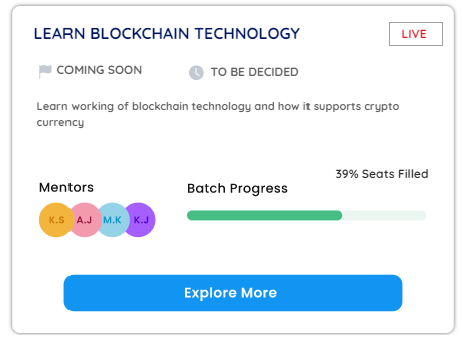 LEARN BLOCKCHAIN TECHNOLOGY
LIVE
COMING SOON
TO BE DECIDED
Learn working of blockchain technology and how it supports crypto
currency
39% Seats Filled
Mentors
Batch Progress
K.S A.J M.K K.J
Explore More